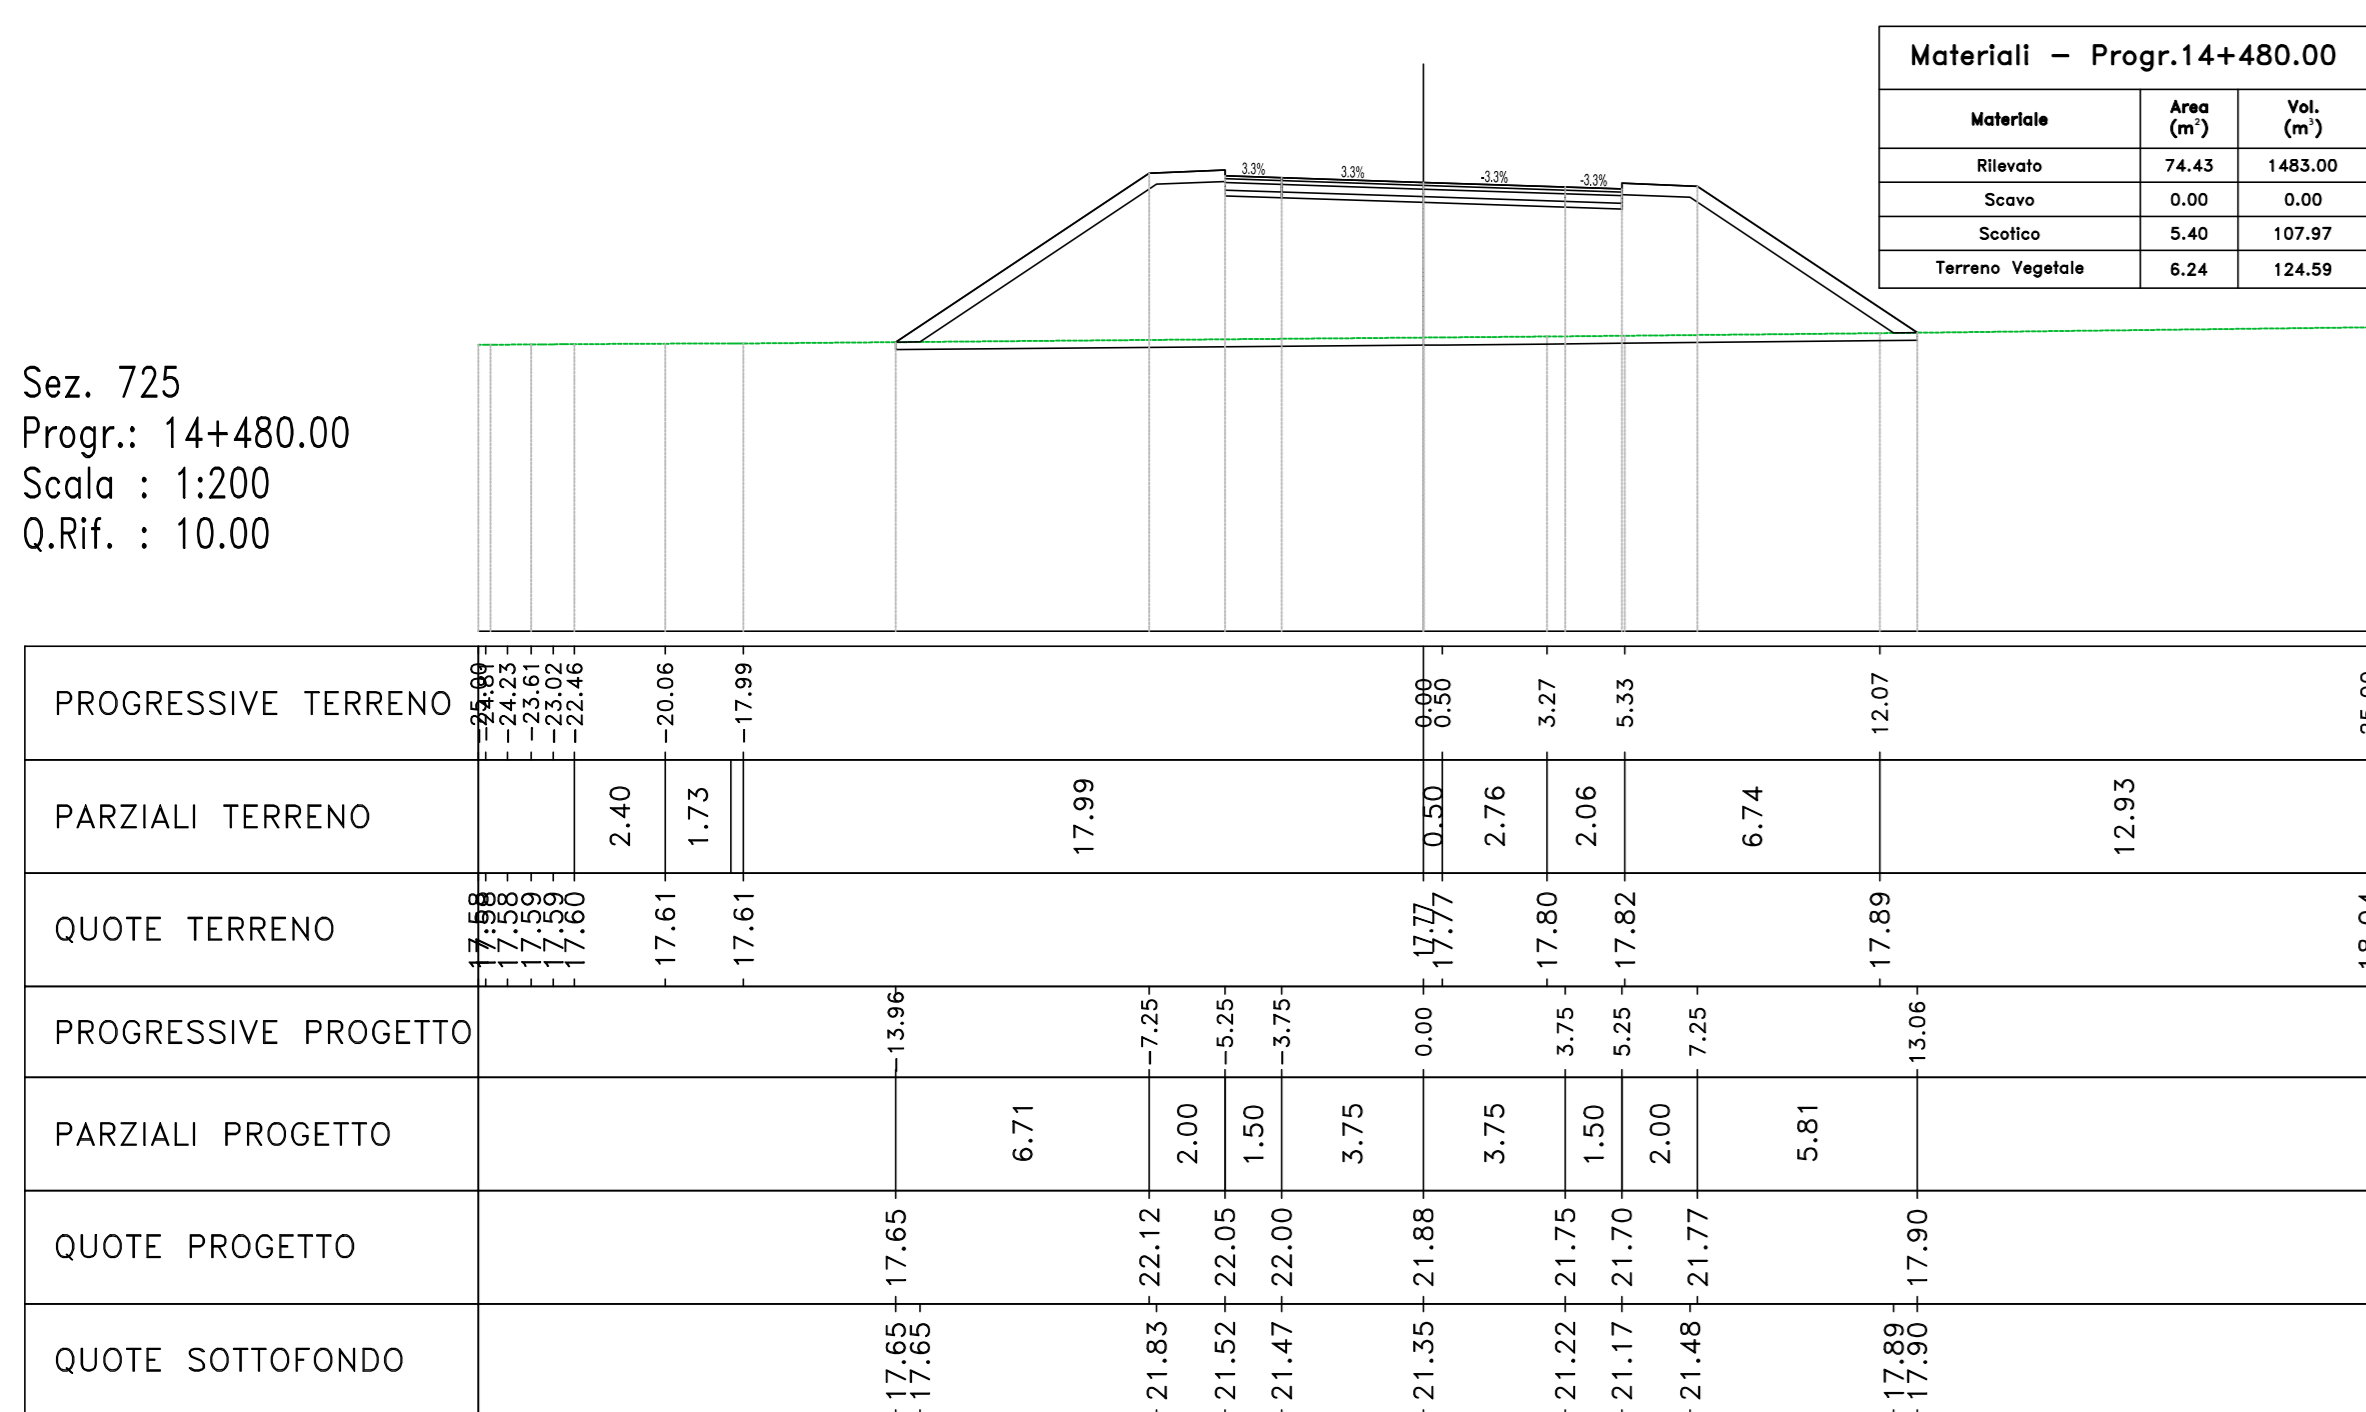 Materiali – Progr.14+480.00
Materiale Area (m²) Vol. (m³)
Rilevato 74.43 1483.00
Scavo 0.00 0.00
Scotico 5.40 107.97
Terreno Vegetale 6.24 124.59
3.3% 3.3% -3.3% -3.3%
Sez. 725
Progr.: 14+480.00
Scala : 1:200
Q.Rif. : 10.00
PROGRESSIVE TERRENO -25.00 -24.81 -24.23 -23.61 -23.02 -22.46 -20.06 -17.99 0.00 0.50 3.27 5.33 12.07
PARZIALI TERRENO 2.40 1.73 17.99 0.50 2.76 2.06 6.74 12.93
QUOTE TERRENO 17.58 17.58 17.58 17.59 17.59 17.60 17.61 17.61 17.77 17.77 17.80 17.82 17.89
PROGRESSIVE PROGETTO -13.96 -7.25 -5.25 -3.75 0.00 3.75 5.25 7.25 13.06
PARZIALI PROGETTO 6.71 2.00 1.50 3.75 3.75 1.50 2.00 5.81
QUOTE PROGETTO 17.65 22.12 22.05 22.00 21.88 21.75 21.70 21.77 17.90
QUOTE SOTTOFONDO 17.65 17.65 21.83 21.52 21.47 21.35 21.22 21.17 21.48 17.89 17.90